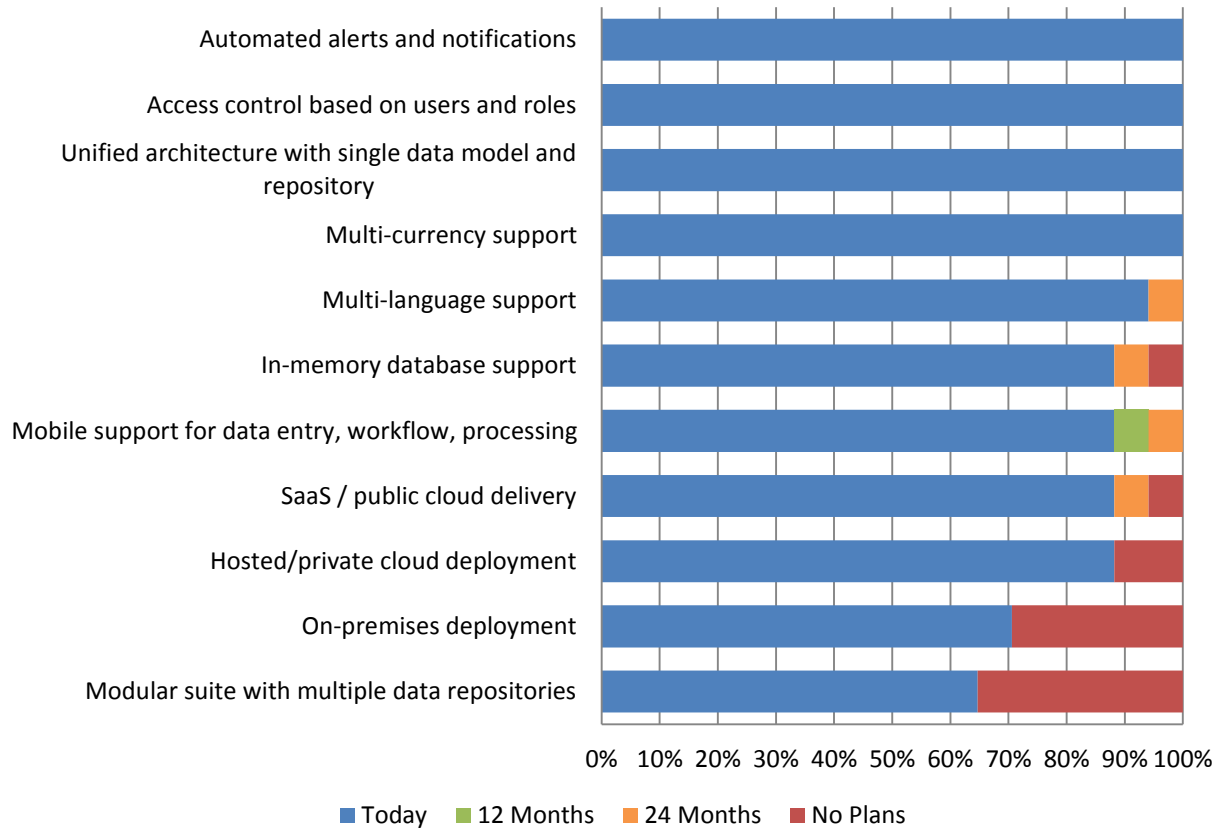 Automated alerts and notifications
Access control based on users and roles
Unified architecture with single data model and
repository
Multi-currency support
Multi-language support
In-memory database support
Mobile support for data entry, workflow, processing
SaaS / public cloud delivery
Hosted/private cloud deployment
On-premises deployment
Modular suite with multiple data repositories
0% 10% 20% 30% 40% 50% 60% 70% 80% 90% 100%
Today 12 Months 24 Months No Plans